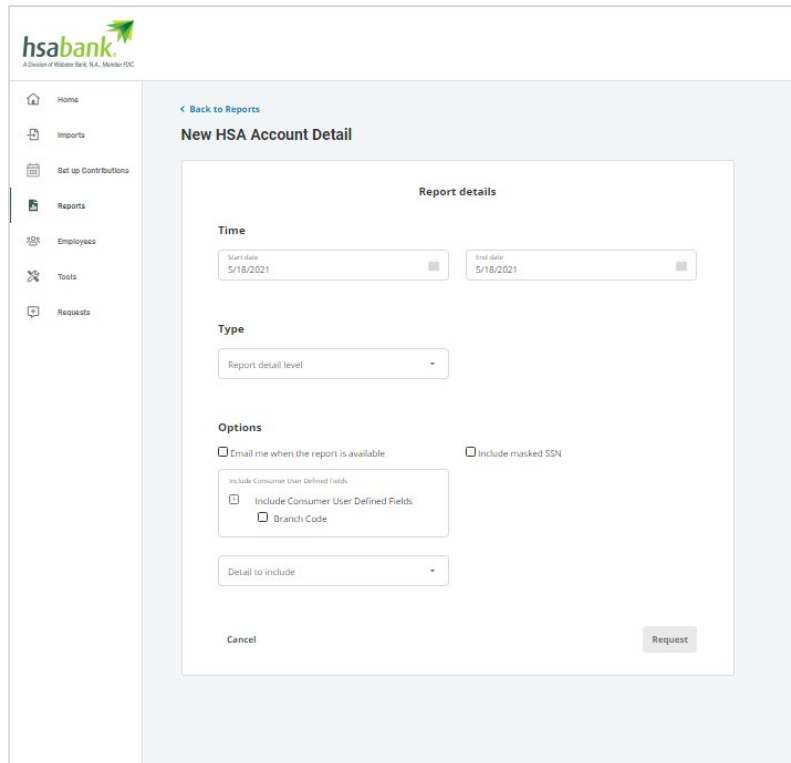 hsabank.
A Division of Webster Bank, N.A., Member FDIC
Home
Imports
Set up Contributions
Reports
Employees
Tools
Requests
< Back to Reports
New HSA Account Detail
Report details
Time
Start date
5/18/2021
End date
5/18/2021
Type
Report detail level
Options
Email me when the report is available
Include masked SSN
Include Consumer User Defined Fields
Include Consumer User Defined Fields
Branch Code
Detail to include
Cancel
Request